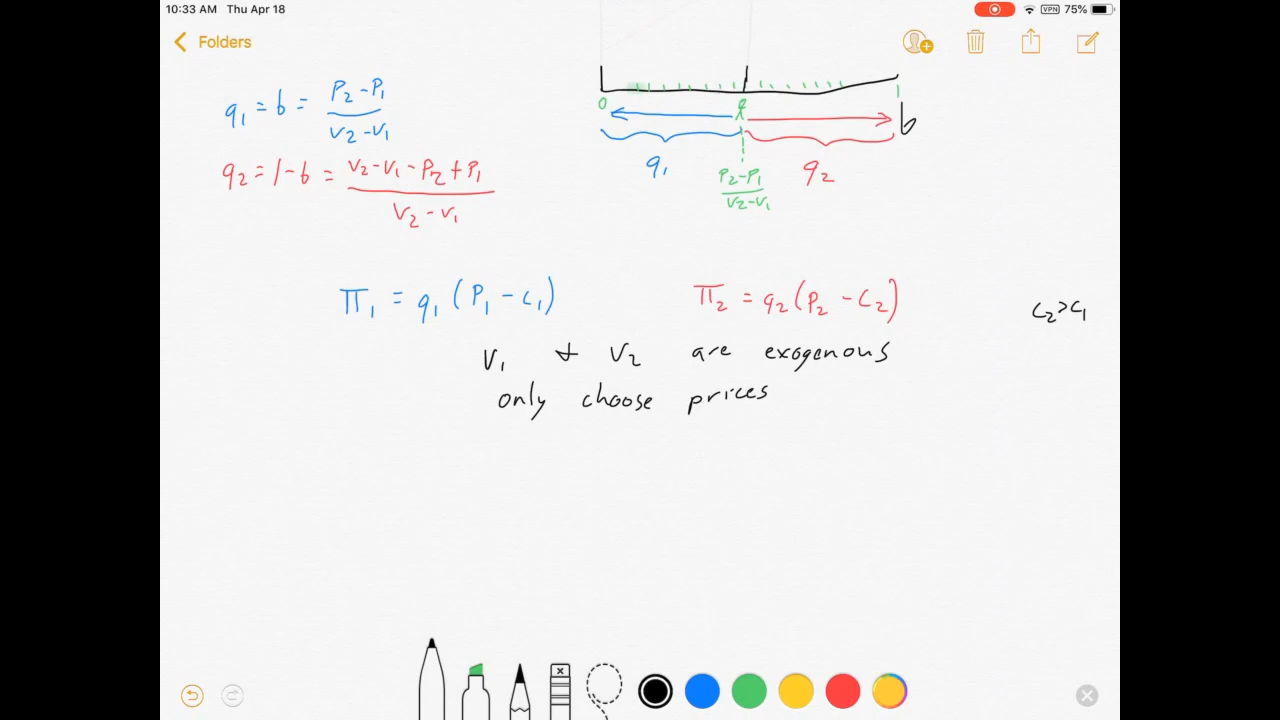 10:33 AM Thu Apr 18
VPN 75%
Folders
q₁ = b = (P₂ - P₁) / (V₂ - V₁)
q₂ = 1 - b = (V₂ - V₁ - P₂ + P₁) / (V₂ - V₁)
0 1
b
q₁ q₂
(P₂ - P₁) / (V₂ - V₁)
π₁ = q₁ (P₁ - c₁) π₂ = q₂ (P₂ - c₂)
c₂ > c₁
V₁ + V₂ are exogenous
only choose prices